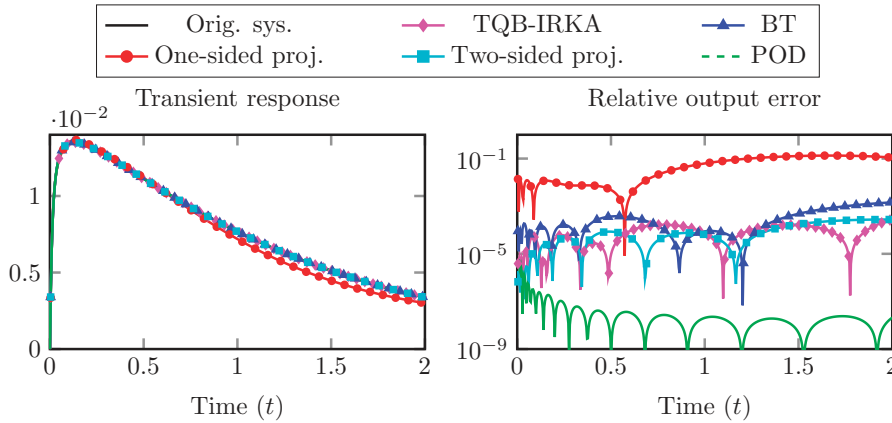 Orig. sys. TQB-IRKA BT
One-sided proj. Two-sided proj. POD
Transient response
·10⁻²
1
0.5
0
0 0.5 1 1.5 2
Time (t)
Relative output error
10⁻¹
10⁻⁵
10⁻⁹
0 0.5 1 1.5 2
Time (t)